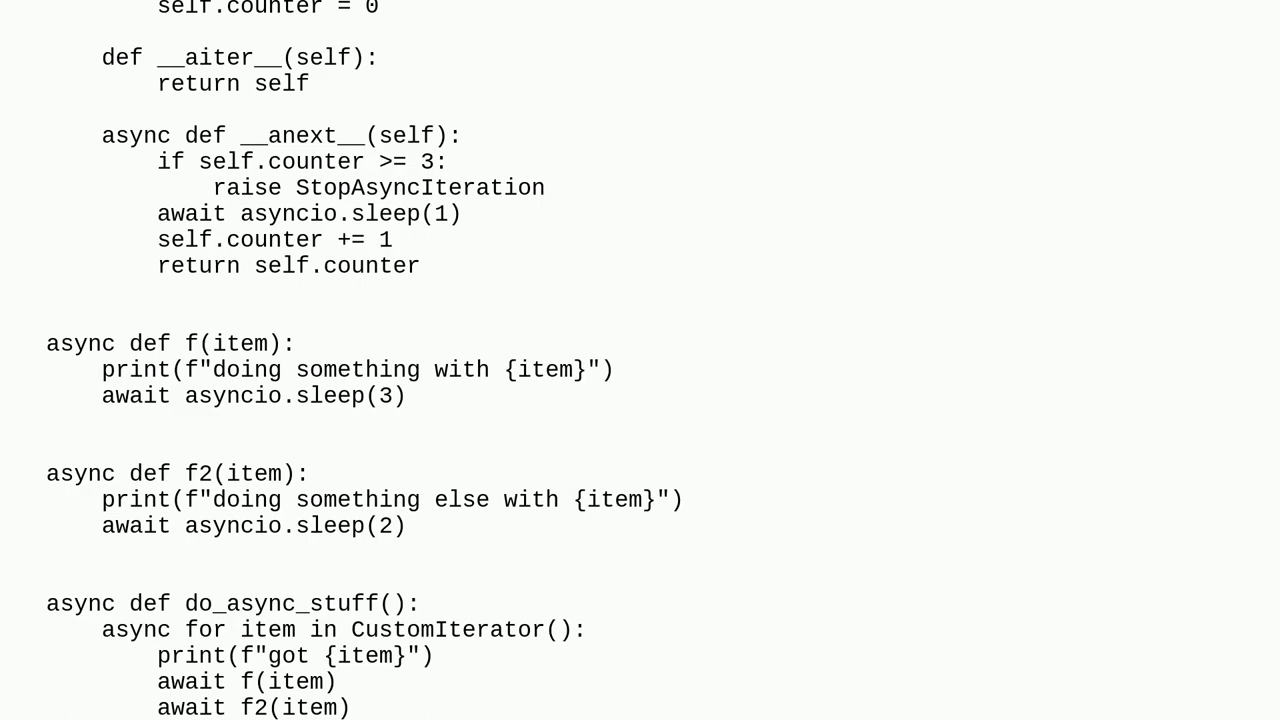 self.counter = 0

    def __aiter__(self):
        return self

    async def __anext__(self):
        if self.counter >= 3:
            raise StopAsyncIteration
        await asyncio.sleep(1)
        self.counter += 1
        return self.counter


async def f(item):
    print(f"doing something with {item}")
    await asyncio.sleep(3)


async def f2(item):
    print(f"doing something else with {item}")
    await asyncio.sleep(2)


async def do_async_stuff():
    async for item in CustomIterator():
        print(f"got {item}")
        await f(item)
        await f2(item)